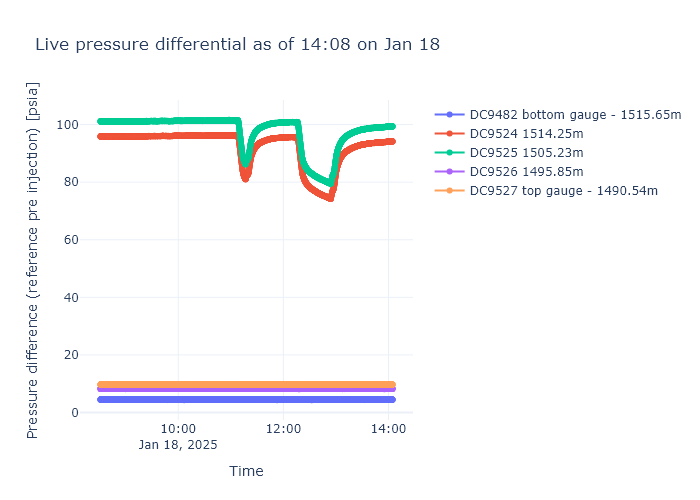 Live pressure differential as of 14:08 on Jan 18
Pressure difference (reference pre injection) [psia]
100
80
60
40
20
0
10:00
Jan 18, 2025
12:00
14:00
Time
DC9482 bottom gauge - 1515.65m
DC9524 1514.25m
DC9525 1505.23m
DC9526 1495.85m
DC9527 top gauge - 1490.54m